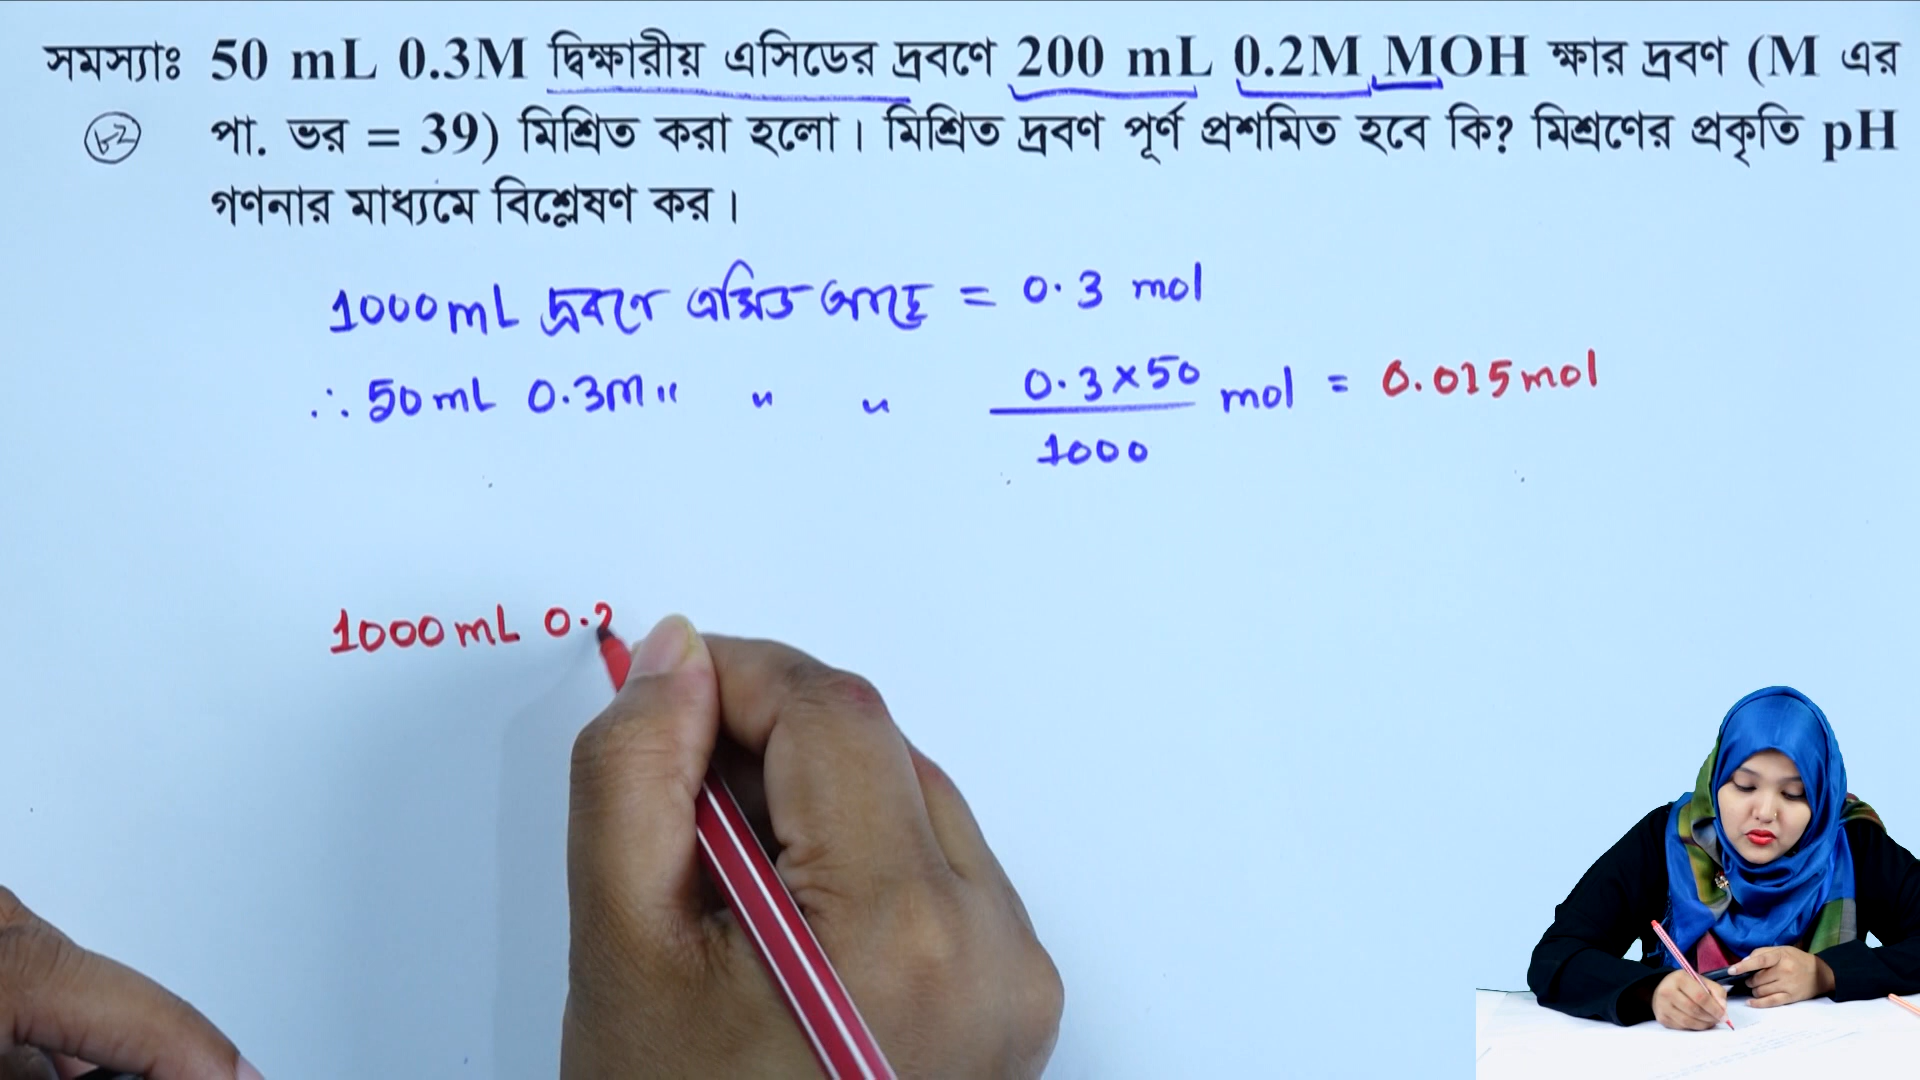 সমস্যাঃ 50 mL 0.3M দ্বিক্ষারীয় এসিডের দ্রবণে 200 mL 0.2M MOH ক্ষার দ্রবণ (M এর
পা. ভর = 39) মিশ্রিত করা হলো। মিশ্রিত দ্রবণ পূর্ণ প্রশমিত হবে কি? মিশ্রণের প্রকৃতি pH
গণনার মাধ্যমে বিশ্লেষণ কর।
1000 mL দ্রবণে এসিড আছে = 0.3 mol
∴ 50 mL 0.3M " " " 0.3×50/1000 mol = 0.015 mol
1000 mL 0.2